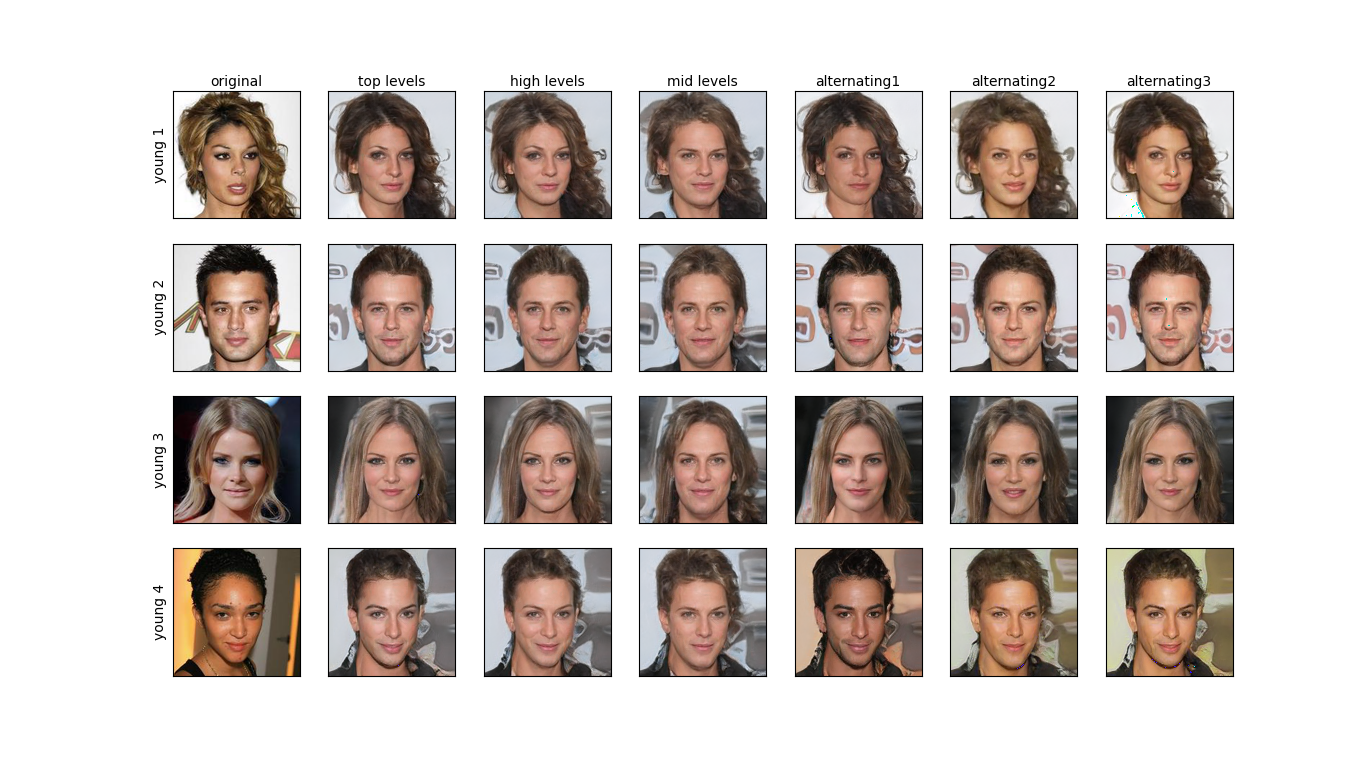 original top levels high levels mid levels alternating1 alternating2 alternating3
young 1
young 2
young 3
young 4